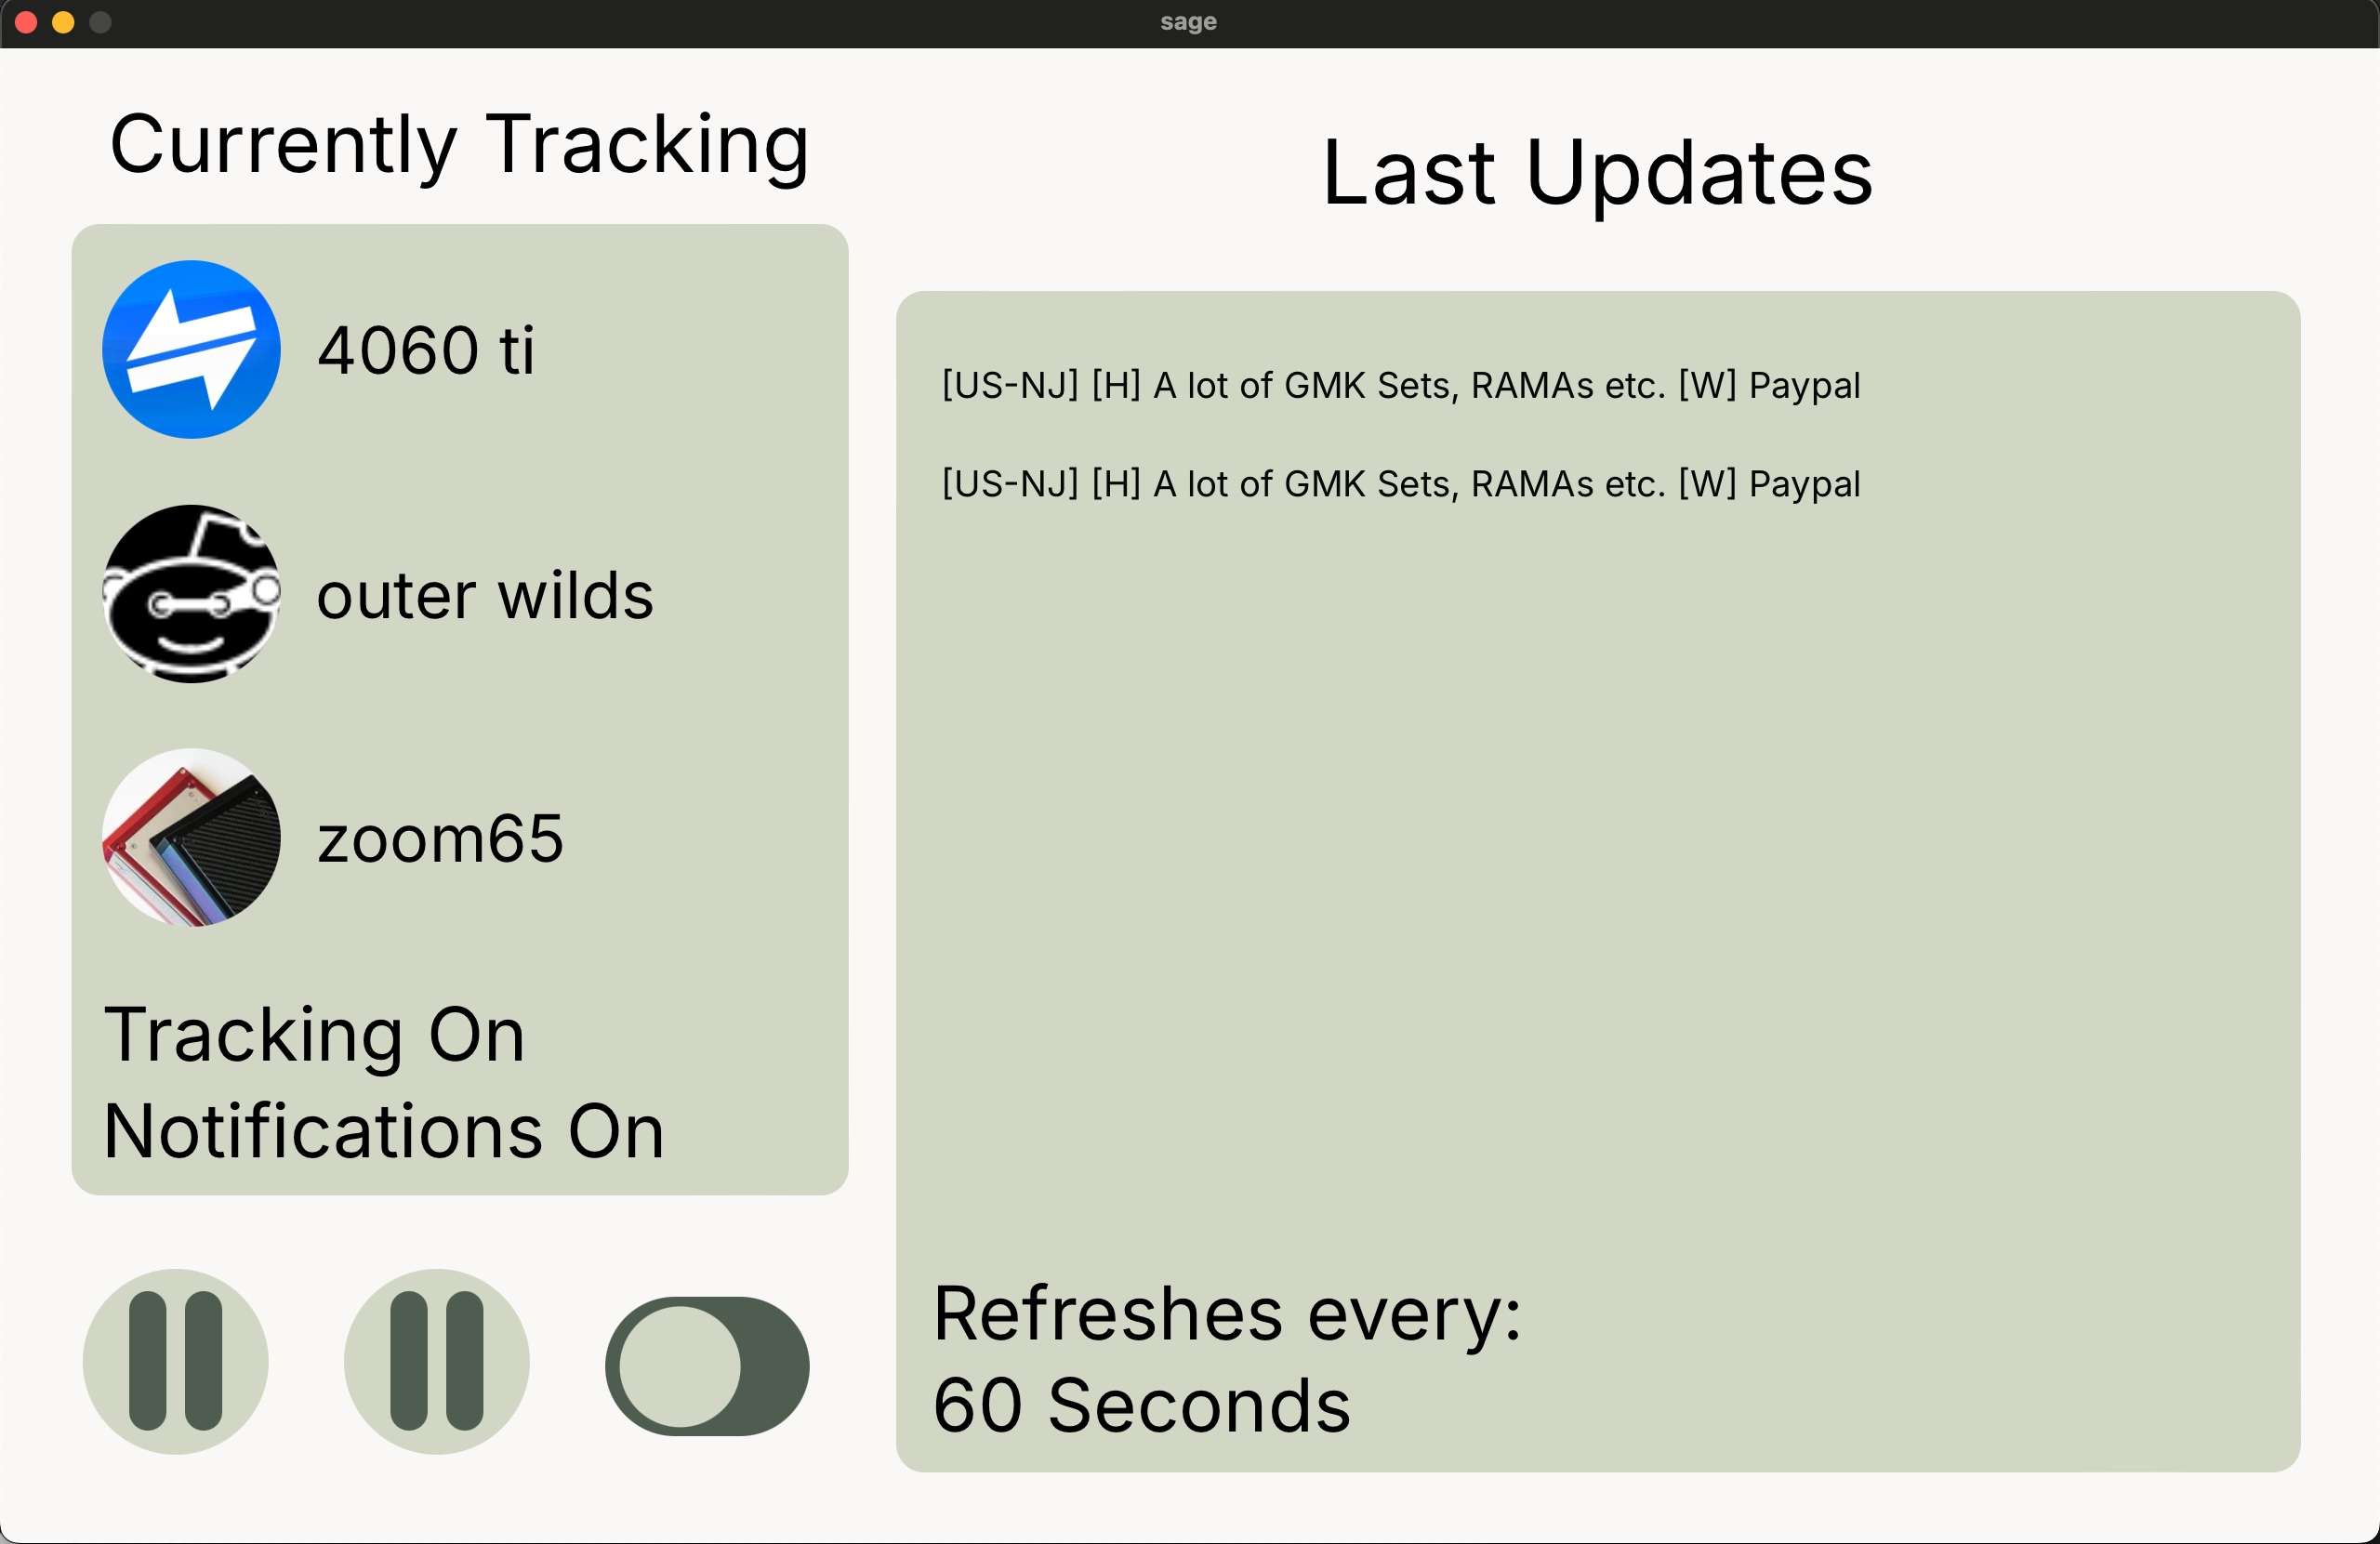 sage
Currently Tracking
4060 ti
outer wilds
zoom65
Tracking On
Notifications On
Last Updates
[US-NJ] [H] A lot of GMK Sets, RAMAs etc. [W] Paypal
[US-NJ] [H] A lot of GMK Sets, RAMAs etc. [W] Paypal
Refreshes every:
60 Seconds